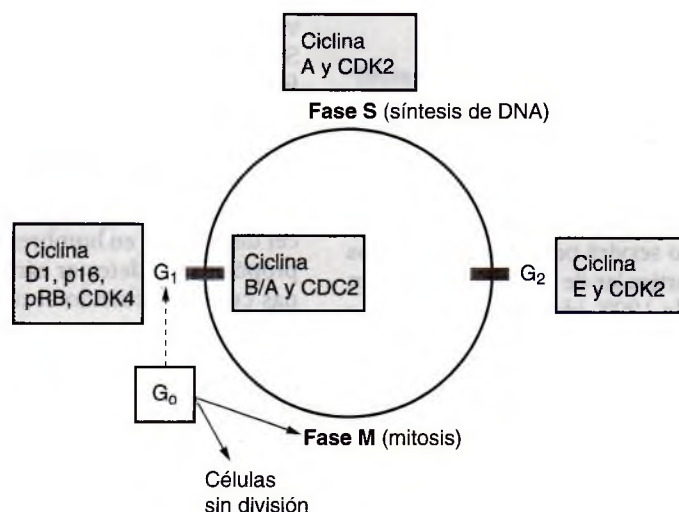 Ciclina
A y CDK2
Fase S (síntesis de DNA)
Ciclina
D1, p16,
pRB, CDK4
G₁
Ciclina
B/A y CDC2
G₂
Ciclina
E y CDK2
G₀
Fase M (mitosis)
Células
sin división